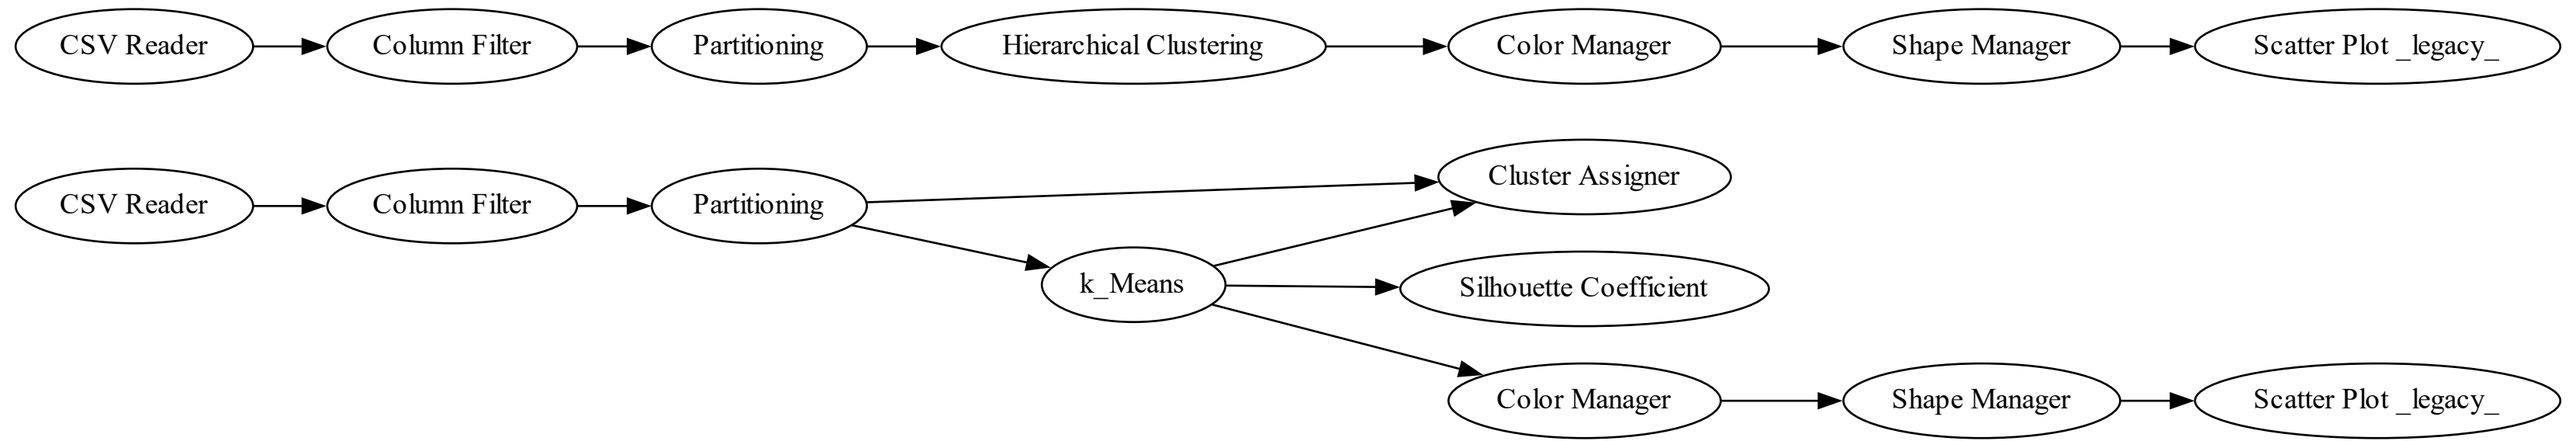 CSV Reader
Column Filter
Partitioning
Hierarchical Clustering
Color Manager
Shape Manager
Scatter Plot _legacy_
CSV Reader
Column Filter
Partitioning
Cluster Assigner
k_Means
Silhouette Coefficient
Color Manager
Shape Manager
Scatter Plot _legacy_